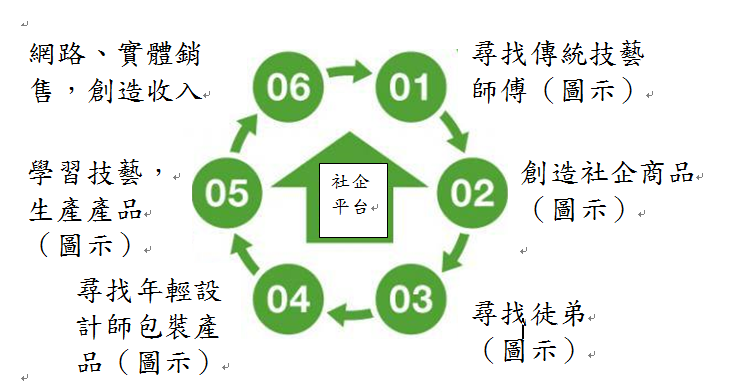 01
尋找傳統技藝
師傅（圖示）
02
創造社企商品
（圖示）
03
尋找徒弟
（圖示）
04
尋找年輕設
計師包裝產
品（圖示）
05
學習技藝，
生產產品
（圖示）
06
網路、實體銷
售，創造收入
社企
平台